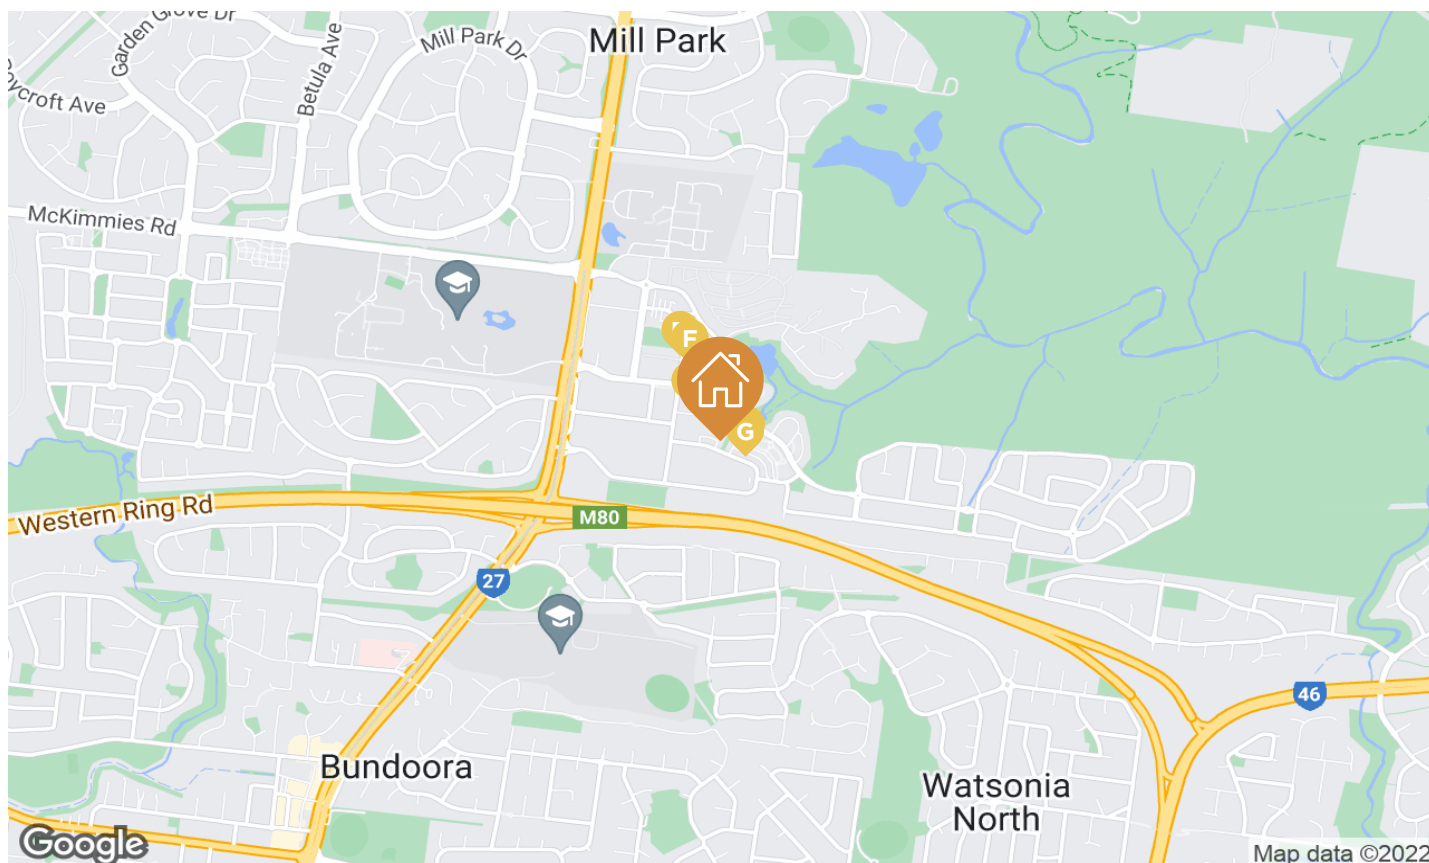 Mill Park
Garden Grove Dr
Betula Ave
Mill Park Dr
Ave
McKimmies Rd
F
G
Western Ring Rd
M80
27
46
Bundoora
Watsonia
North
Google
Map data ©2022